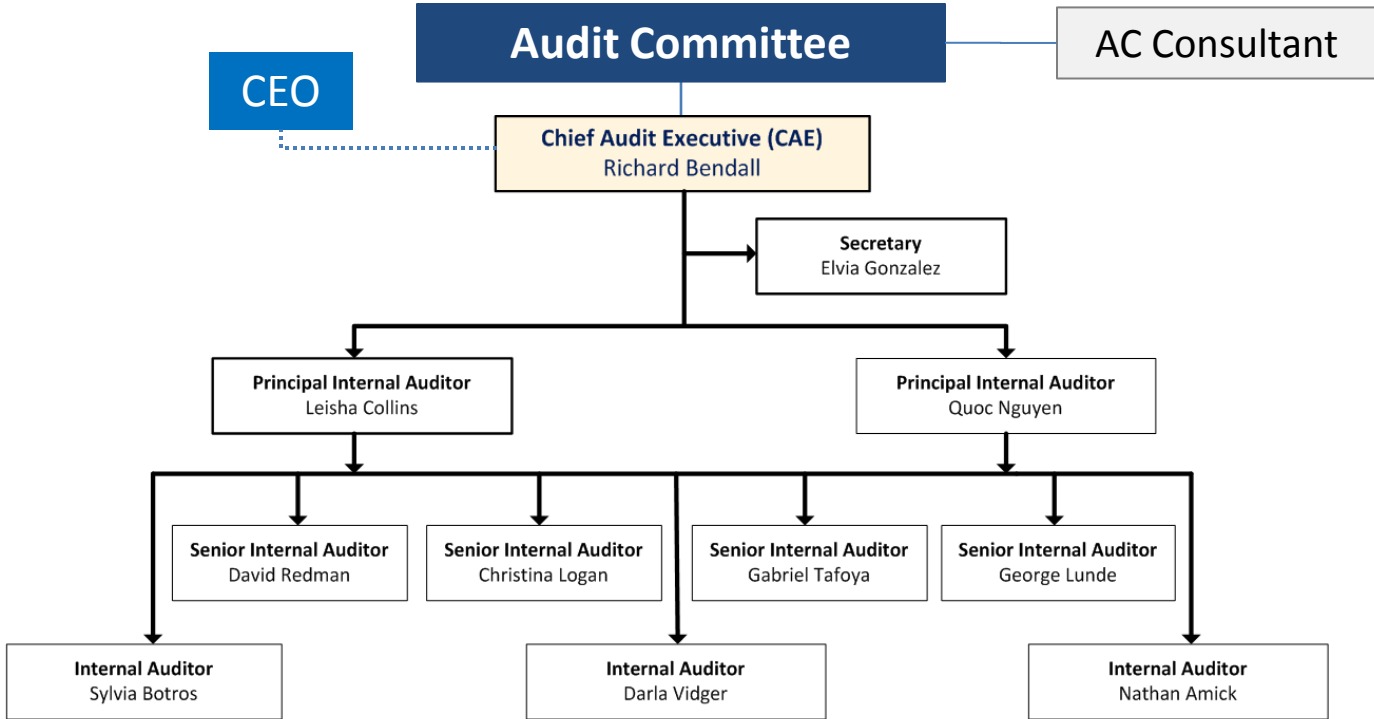 Audit Committee
AC Consultant
CEO
Chief Audit Executive (CAE)
Richard Bendall
Secretary
Elvia Gonzalez
Principal Internal Auditor
Leisha Collins
Principal Internal Auditor
Quoc Nguyen
Senior Internal Auditor
David Redman
Senior Internal Auditor
Christina Logan
Senior Internal Auditor
Gabriel Tafoya
Senior Internal Auditor
George Lunde
Internal Auditor
Sylvia Botros
Internal Auditor
Darla Vidger
Internal Auditor
Nathan Amick